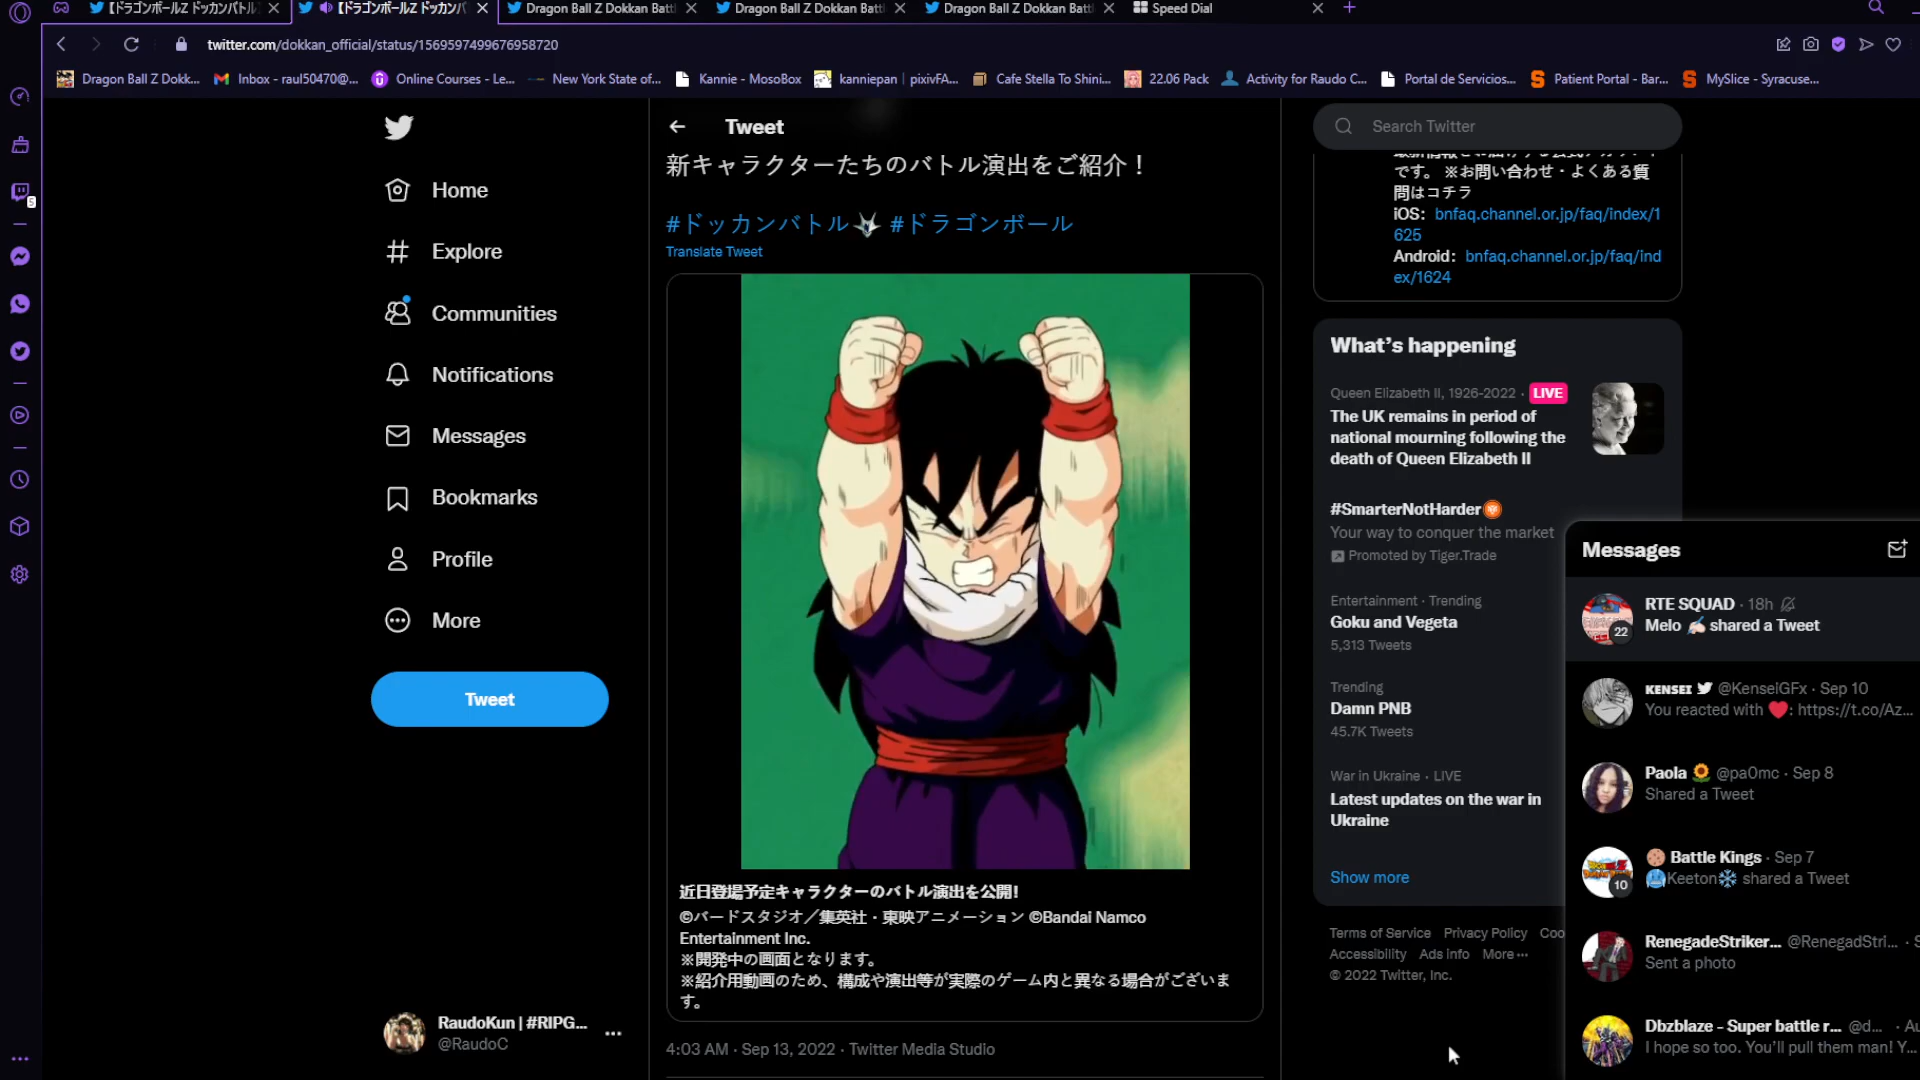 【ドラゴンボールZ ドッカンバトル
【ドラゴンボールZ ドッカンバ
Dragon Ball Z Dokkan Batt
Dragon Ball Z Dokkan Batt
Dragon Ball Z Dokkan Batt
Speed Dial
twitter.com/dokkan_official/status/1569597499676958720
Dragon Ball Z Dokk...
Inbox - raul50470@...
Online Courses - Le...
New York State of...
Kannie - MosoBox
kanniepan | pixivFA...
Cafe Stella To Shini...
22.06 Pack
Activity for Raudo C...
Portal de Servicios...
Patient Portal - Bar...
MySlice - Syracuse...
5
Home
Explore
Communities
Notifications
Messages
Bookmarks
Profile
More
Tweet
RaudoKun | #RIPG...
@RaudoC
Tweet
新キャラクターたちのバトル演出をご紹介！
#ドッカンバトル #ドラゴンボール
Translate Tweet
近日登場予定キャラクターのバトル演出を公開!
©バードスタジオ／集英社・東映アニメーション ©Bandai Namco
Entertainment Inc.
※開発中の画面となります。
※紹介用動画のため、構成や演出等が実際のゲーム内と異なる場合がございま
す。
4:03 AM · Sep 13, 2022 · Twitter Media Studio
Search Twitter
です。 ※お問い合わせ・よくある質
問はコチラ
iOS： bnfaq.channel.or.jp/faq/index/1
625
Android： bnfaq.channel.or.jp/faq/ind
ex/1624
What's happening
Queen Elizabeth II, 1926-2022 · LIVE
The UK remains in period of
national mourning following the
death of Queen Elizabeth II
#SmarterNotHarder
Your way to conquer the market
Promoted by Tiger.Trade
Entertainment · Trending
Goku and Vegeta
5,313 Tweets
Trending
Damn PNB
45.7K Tweets
War in Ukraine · LIVE
Latest updates on the war in
Ukraine
Show more
Terms of Service Privacy Policy Coo
Accessibility Ads info More ···
© 2022 Twitter, Inc.
Messages
RTE SQUAD · 18h
Melo ✍🏻 shared a Tweet
22
KENSEI @KenseIGFx · Sep 10
You reacted with ❤️: https://t.co/Az...
Paola 🌻 @pa0mc · Sep 8
Shared a Tweet
🍪 Battle Kings · Sep 7
🥶Keeton❄️ shared a Tweet
10
RenegadeStriker... @RenegadStri... · S
Sent a photo
Dbzblaze - Super battle r... @d... · Au
I hope so too. You'll pull them man! Y...